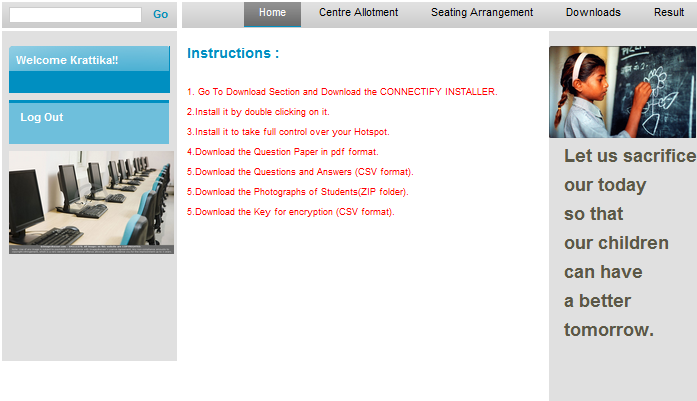 Go
Home
Centre Allotment
Seating Arrangement
Downloads
Result
Welcome Krattika!!
Log Out
Instructions :
1. Go To Download Section and Download the CONNECTIFY INSTALLER.
2.Install it by double clicking on it.
3.Install it to take full control over your Hotspot.
4.Download the Question Paper in pdf format.
5.Download the Questions and Answers (CSV format).
5.Download the Photographs of Students(ZIP folder).
5.Download the Key for encryption (CSV format).
Let us sacrifice
our today
so that
our children
can have
a better
tomorrow.